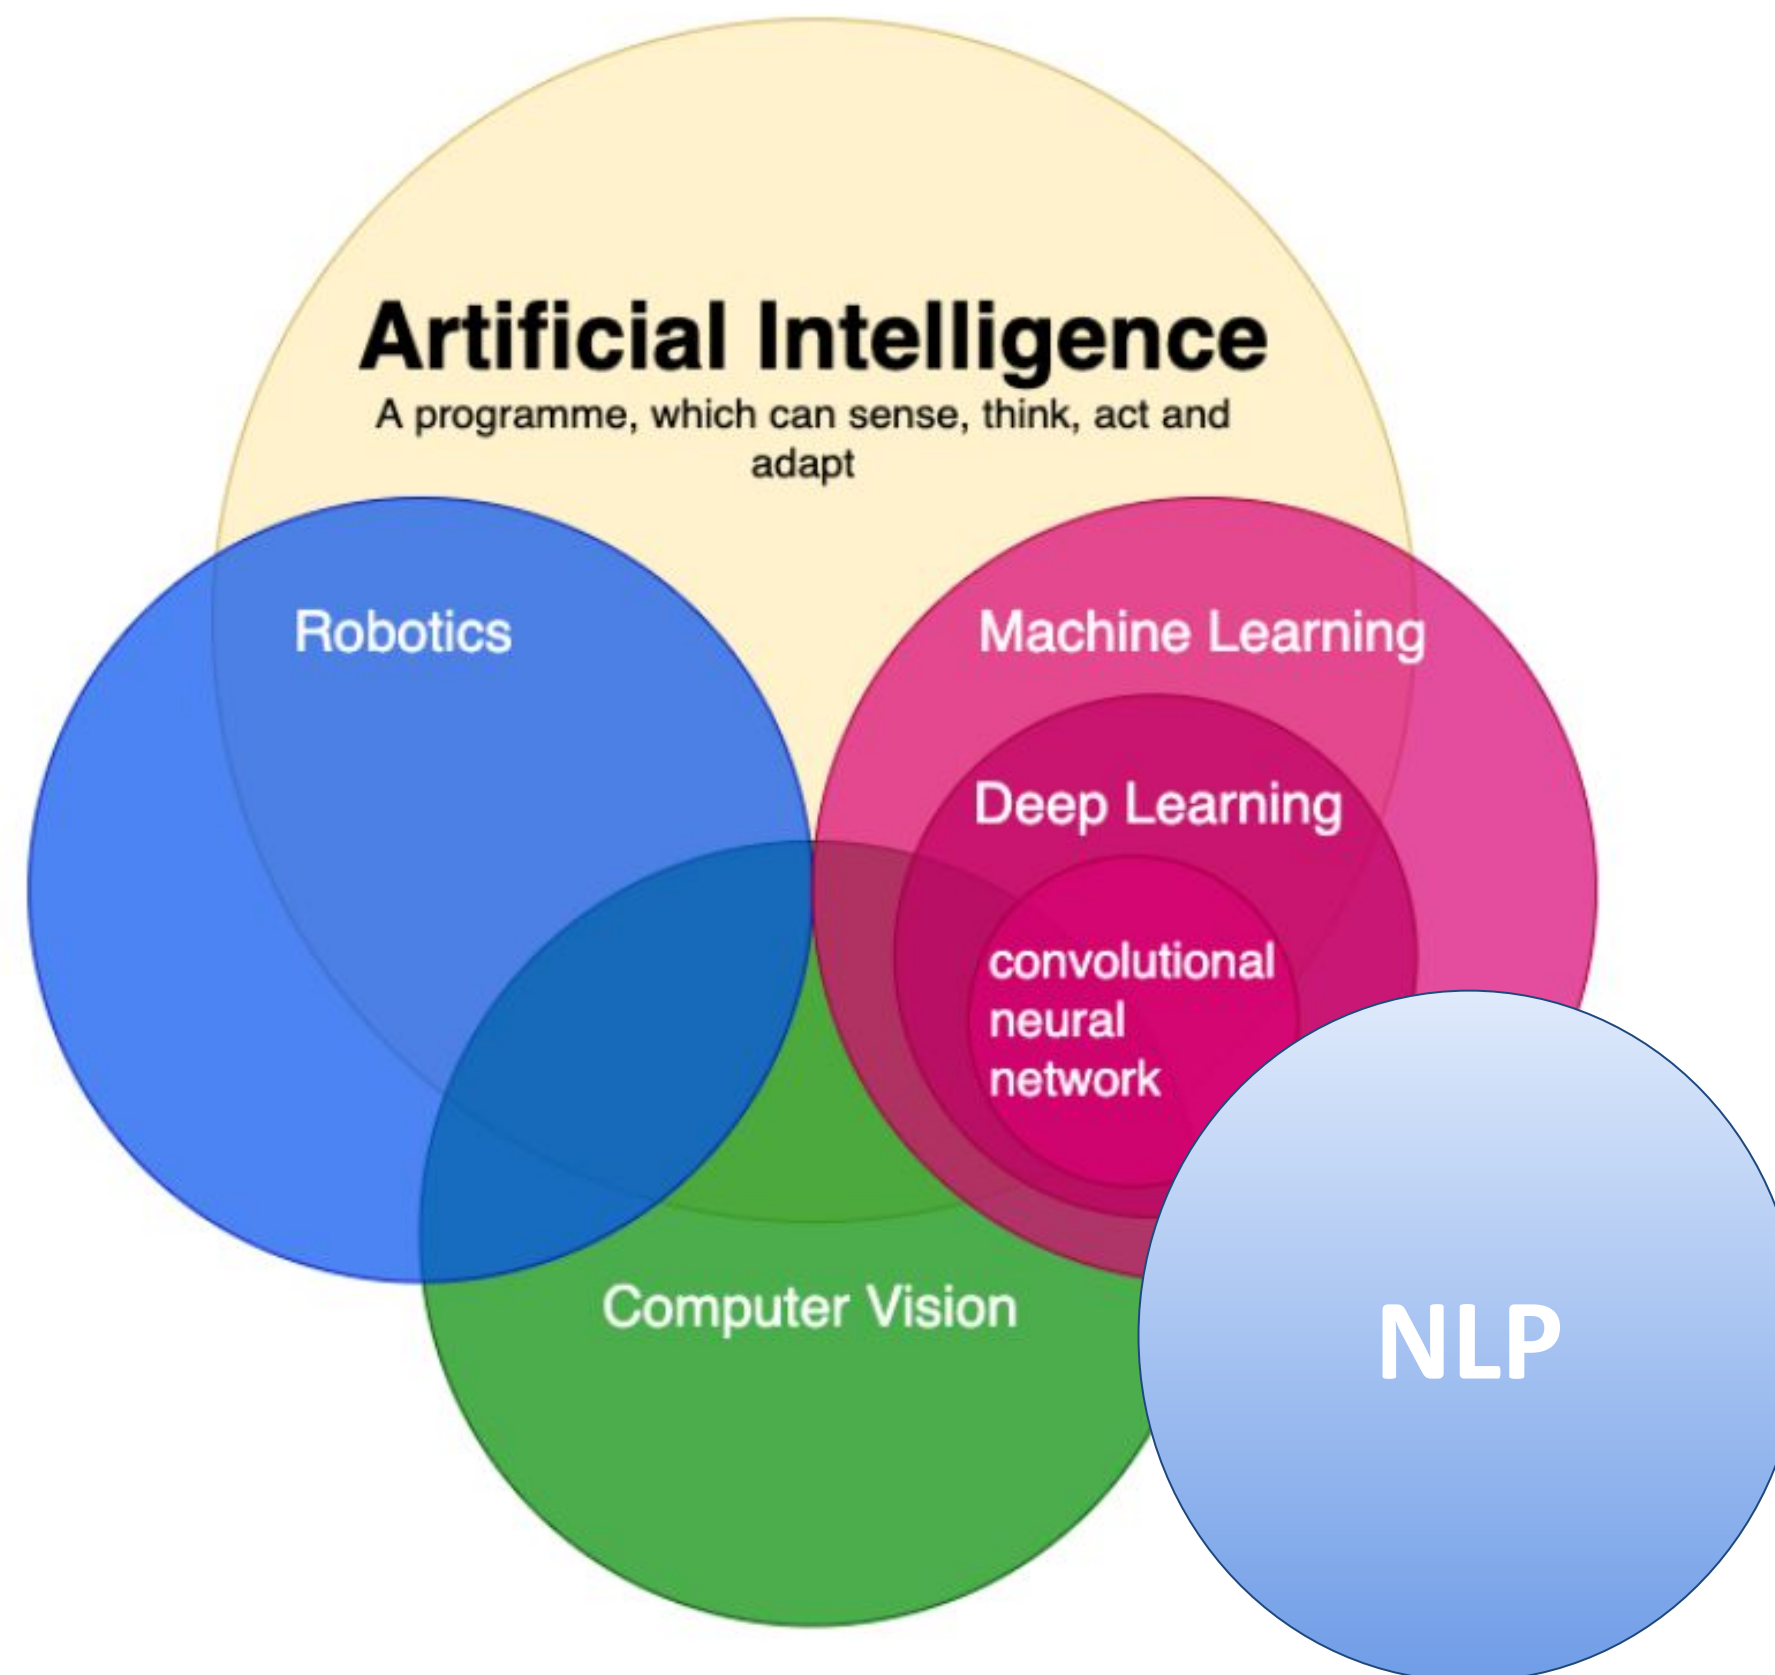 Artificial Intelligence
A programme, which can sense, think, act and
adapt
Robotics
Machine Learning
Deep Learning
convolutional
neural
network
Computer Vision
NLP